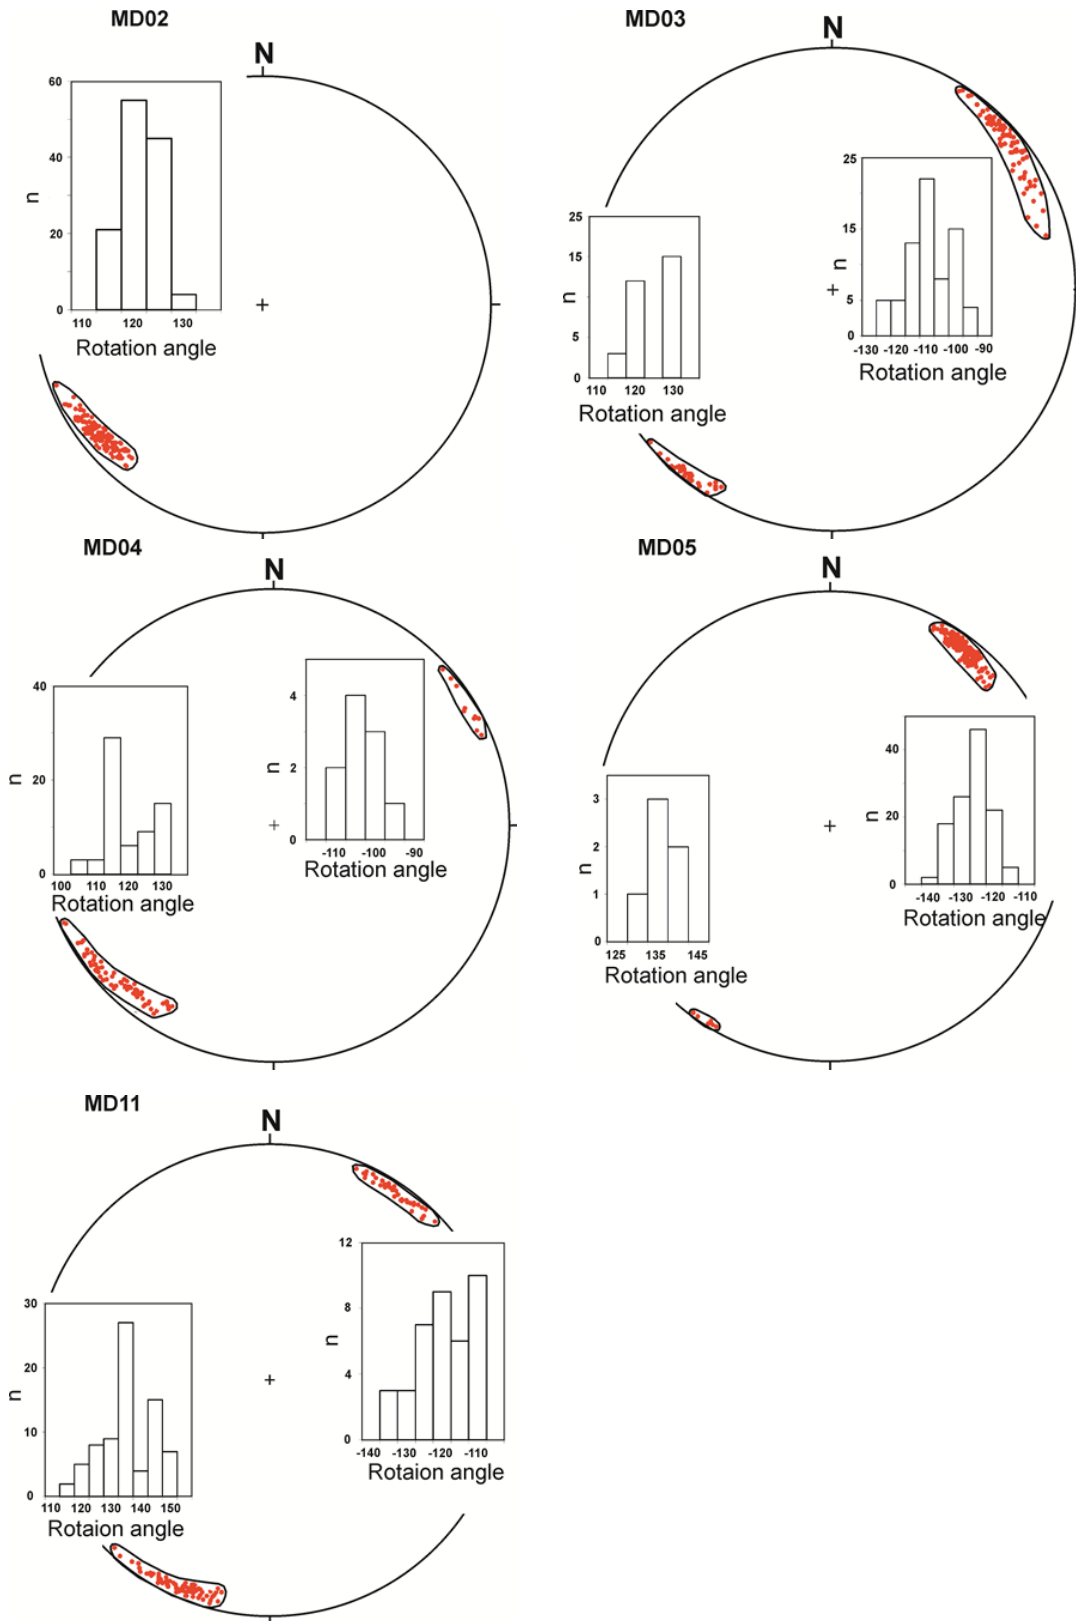 MD02
N
60
40
20
0
n
110 120 130
Rotation angle
MD03
N
25
15
5
0
n
110 120 130
Rotation angle
25
15
5
0
n
-130 -120 -110 -100 -90
Rotation angle
MD04
N
40
20
0
n
100 110 120 130
Rotation angle
4
2
0
n
-110 -100 -90
Rotation angle
MD05
N
3
2
1
0
n
125 135 145
Rotation angle
40
20
0
n
-140 -130 -120 -110
Rotation angle
MD11
N
30
20
10
0
n
110 120 130 140 150
Rotaion angle
12
8
4
0
n
-140 -130 -120 -110
Rotaion angle